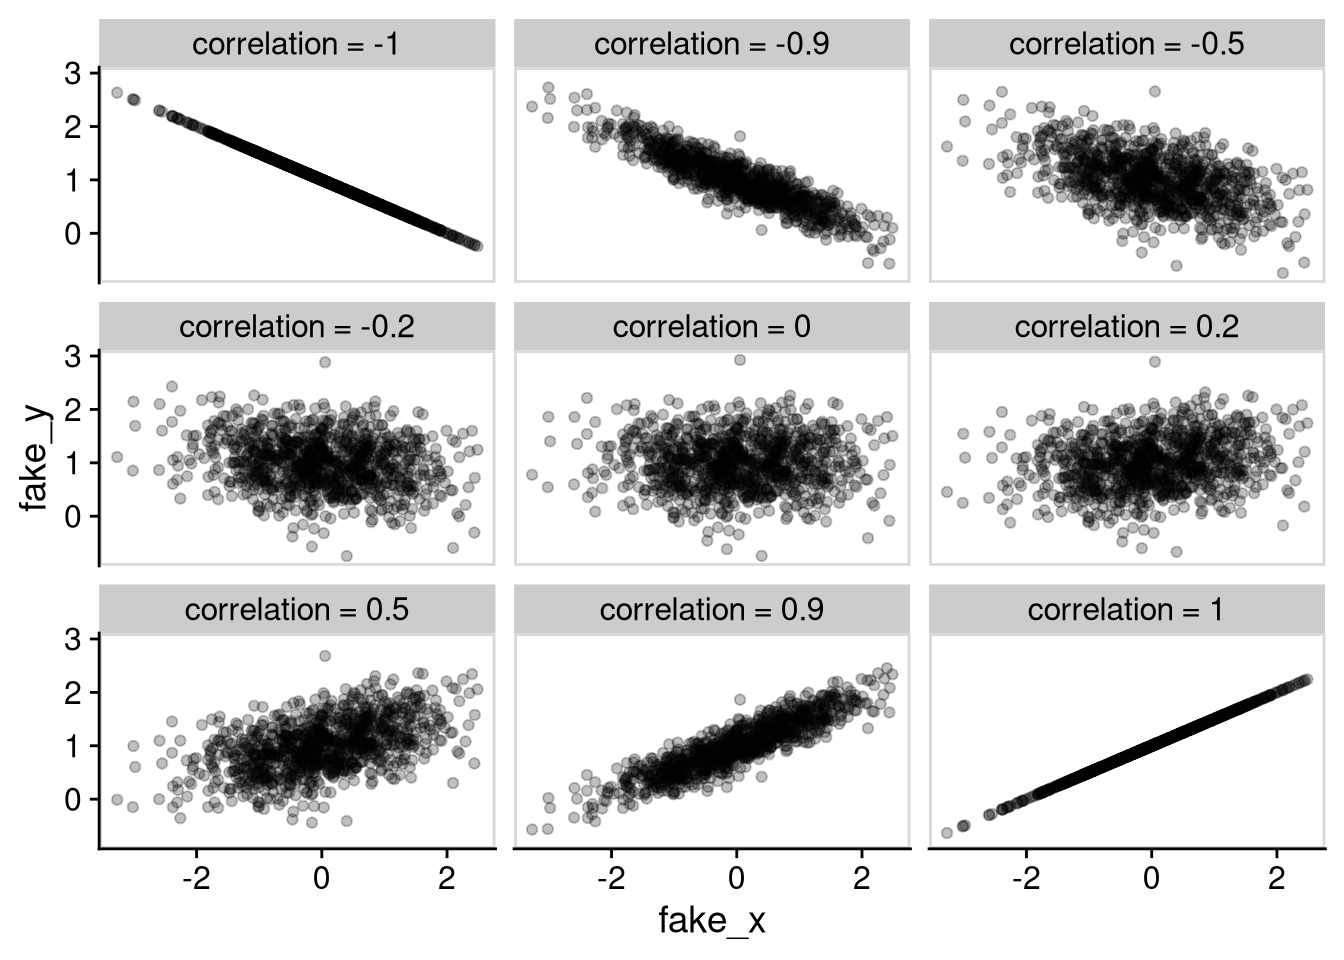 correlation = -1
correlation = -0.9
correlation = -0.5
3
2
1
0
correlation = -0.2
correlation = 0
correlation = 0.2
3
2
1
0
fake_y
correlation = 0.5
correlation = 0.9
correlation = 1
3
2
1
0
-2 0 2
-2 0 2
-2 0 2
fake_x